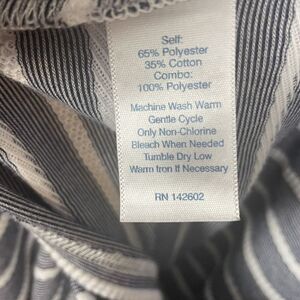 Self:
65% Polyester
35% Cotton
Combo:
100% Polyester
Machine Wash Warm
Gentle Cycle
Only Non-Chlorine
Bleach When Needed
Tumble Dry Low
Warm Iron If Necessary
RN 142602